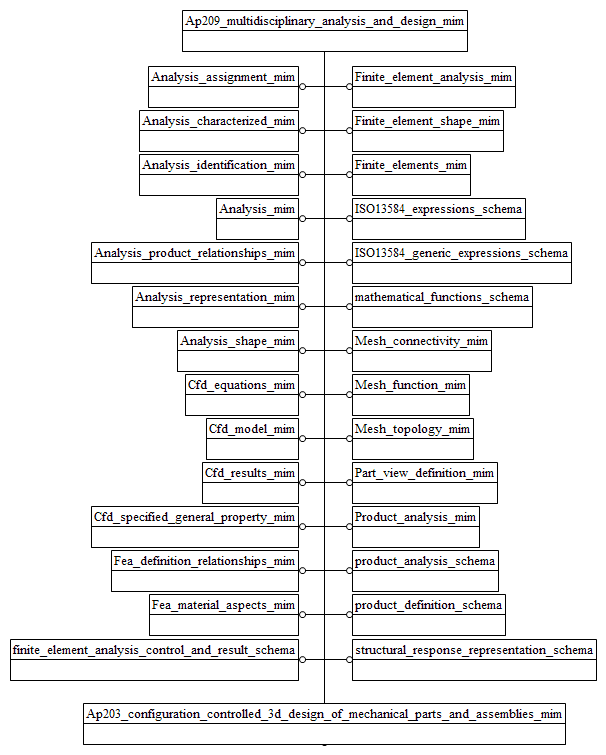 Ap209_multidisciplinary_analysis_and_design_mim
Analysis_assignment_mim
Finite_element_analysis_mim
Analysis_characterized_mim
Finite_element_shape_mim
Analysis_identification_mim
Finite_elements_mim
Analysis_mim
ISO13584_expressions_schema
Analysis_product_relationships_mim
ISO13584_generic_expressions_schema
Analysis_representation_mim
mathematical_functions_schema
Analysis_shape_mim
Mesh_connectivity_mim
Cfd_equations_mim
Mesh_function_mim
Cfd_model_mim
Mesh_topology_mim
Cfd_results_mim
Part_view_definition_mim
Cfd_specified_general_property_mim
Product_analysis_mim
Fea_definition_relationships_mim
product_analysis_schema
Fea_material_aspects_mim
product_definition_schema
finite_element_analysis_control_and_result_schema
structural_response_representation_schema
Ap203_configuration_controlled_3d_design_of_mechanical_parts_and_assemblies_mim